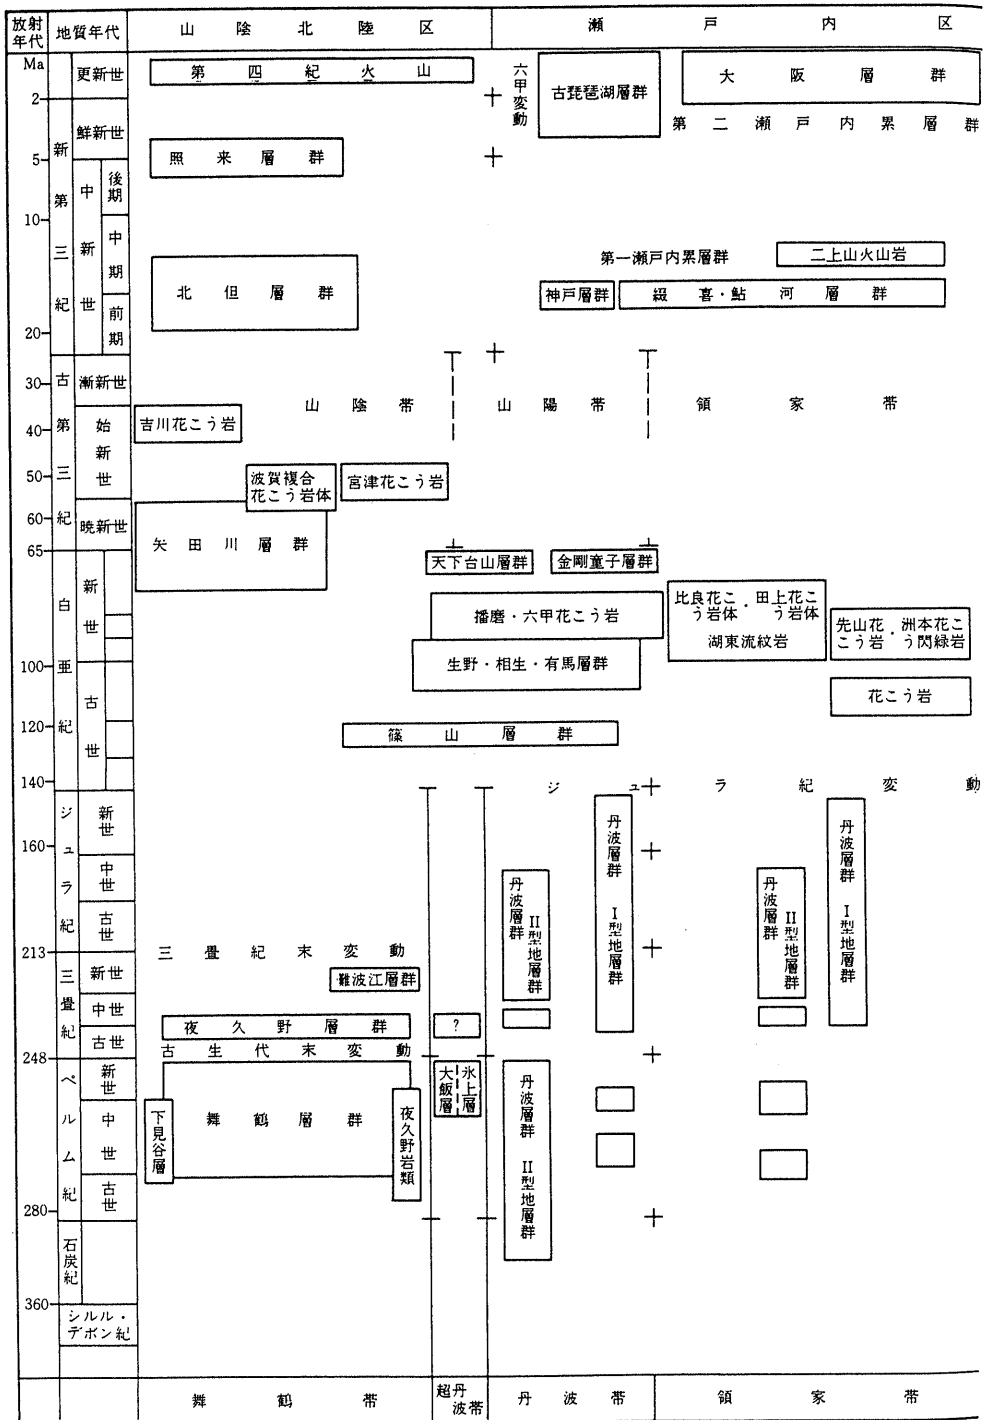 放射年代 地質年代 山陰北陸区 瀬戸内区
Ma
2
5
10
20
30
40
50
60
65
100
120
140
160
213
248
280
360
新第三紀
更新世
鮮新世
中新世
後期
中期
前期
古第三紀
漸新世
始新世
暁新世
白亜紀
新世
古世
ジュラ紀
新世
中世
古世
三畳紀
新世
中世
古世
ペルム紀
新世
中世
古世
石炭紀
シルル・デボン紀
第四紀火山
六甲変動
古琵琶湖層群
大阪層群
第二瀬戸内累層群
照来層群
第一瀬戸内累層群
二上山火山岩
北但層群
神戸層群
綴喜・鮎河層群
山陰帯 山陽帯 領家帯
吉川花こう岩
波賀複合花こう岩体
宮津花こう岩
矢田川層群
天下台山層群
金剛童子層群
播磨・六甲花こう岩
比良花こう岩体・田上花こう岩体
湖東流紋岩
先山花こう岩・洲本花こう閃緑岩
生野・相生・有馬層群
花こう岩
篠山層群
ジュラ紀変動
丹波層群 I型地層群
丹波層群 I型地層群
丹波層群 II型地層群
丹波層群 II型地層群
三畳紀末変動
難波江層群
夜久野層群
?
古生代末変動
大飯層
氷上層
丹波層群 II型地層群
下見谷層
舞鶴層群
夜久野岩類
舞鶴帯 超丹波帯 丹波帯 領家帯